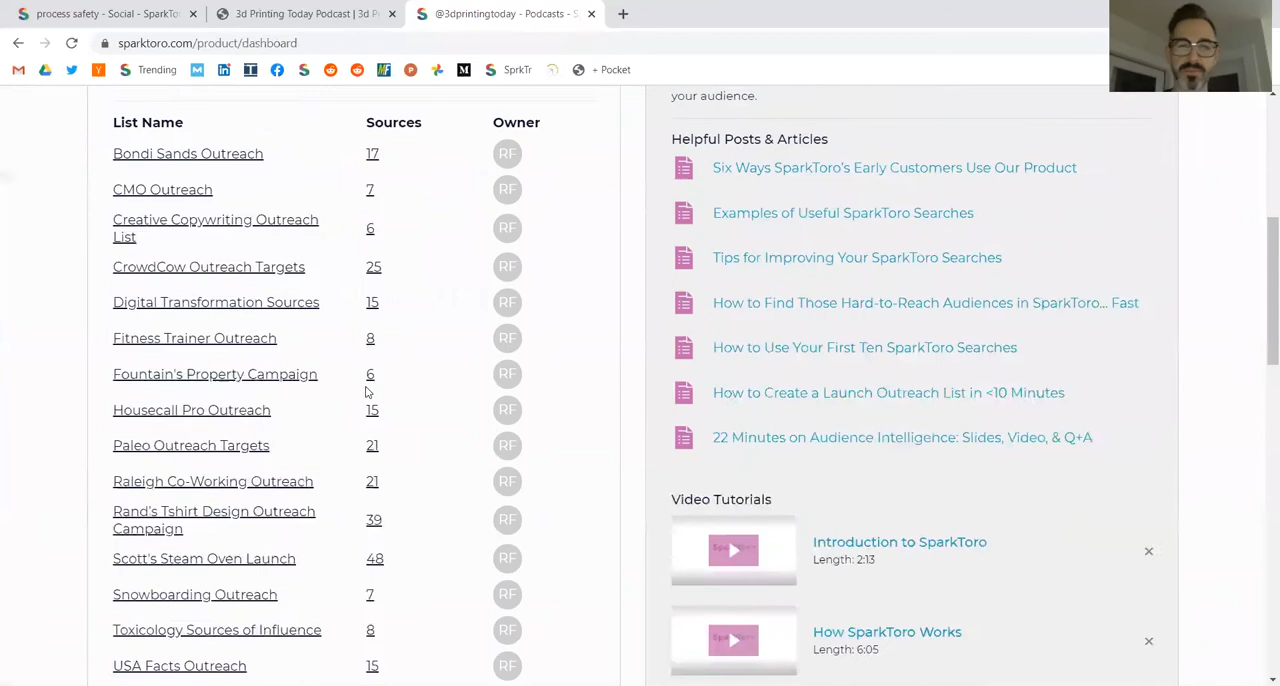 process safety - Social - SparkTo
3d Printing Today Podcast | 3d P
@3dprintingtoday - Podcasts - S
sparktoro.com/product/dashboard
Trending
SprkTr
+ Pocket
List Name Sources Owner
Bondi Sands Outreach 17 RF
CMO Outreach 7 RF
Creative Copywriting Outreach
List 6 RF
CrowdCow Outreach Targets 25 RF
Digital Transformation Sources 15 RF
Fitness Trainer Outreach 8 RF
Fountain's Property Campaign 6 RF
Housecall Pro Outreach 15 RF
Paleo Outreach Targets 21 RF
Raleigh Co-Working Outreach 21 RF
Rand's Tshirt Design Outreach
Campaign 39 RF
Scott's Steam Oven Launch 48 RF
Snowboarding Outreach 7 RF
Toxicology Sources of Influence 8 RF
USA Facts Outreach 15 RF
your audience.
Helpful Posts & Articles
Six Ways SparkToro's Early Customers Use Our Product
Examples of Useful SparkToro Searches
Tips for Improving Your SparkToro Searches
How to Find Those Hard-to-Reach Audiences in SparkToro... Fast
How to Use Your First Ten SparkToro Searches
How to Create a Launch Outreach List in <10 Minutes
22 Minutes on Audience Intelligence: Slides, Video, & Q+A
Video Tutorials
Introduction to SparkToro
Length: 2:13
How SparkToro Works
Length: 6:05